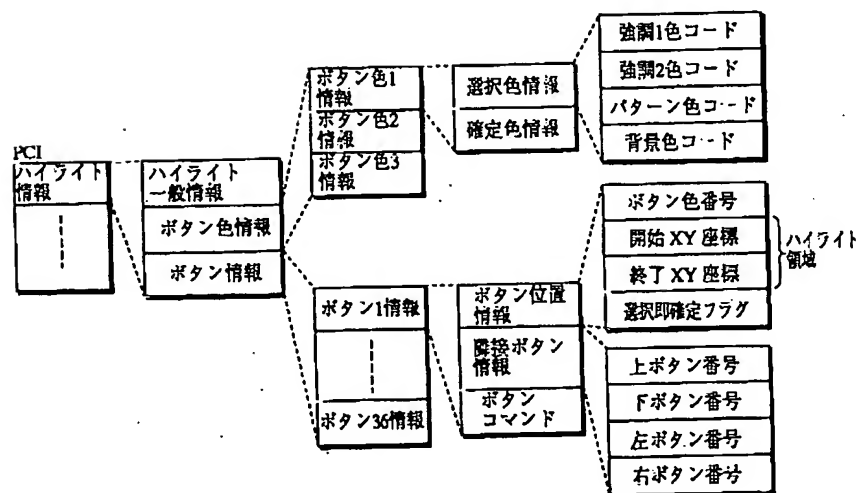 PCI
ハイライト
情報
ハイライト
一般情報
ボタン色情報
ボタン情報
ボタン色1
情報
ボタン色2
情報
ボタン色3
情報
選択色情報
確定色情報
強調1色コード
強調2色コード
パターン色コード
背景色コード
ボタン1情報
ボタン36情報
ボタン位置
情報
隣接ボタン
情報
ボタン
コマンド
ボタン色番号
開始XY座標
終了XY座標
選択即確定フラグ
ハイライト
領域
上ボタン番号
下ボタン番号
左ボタン番号
右ボタン番号